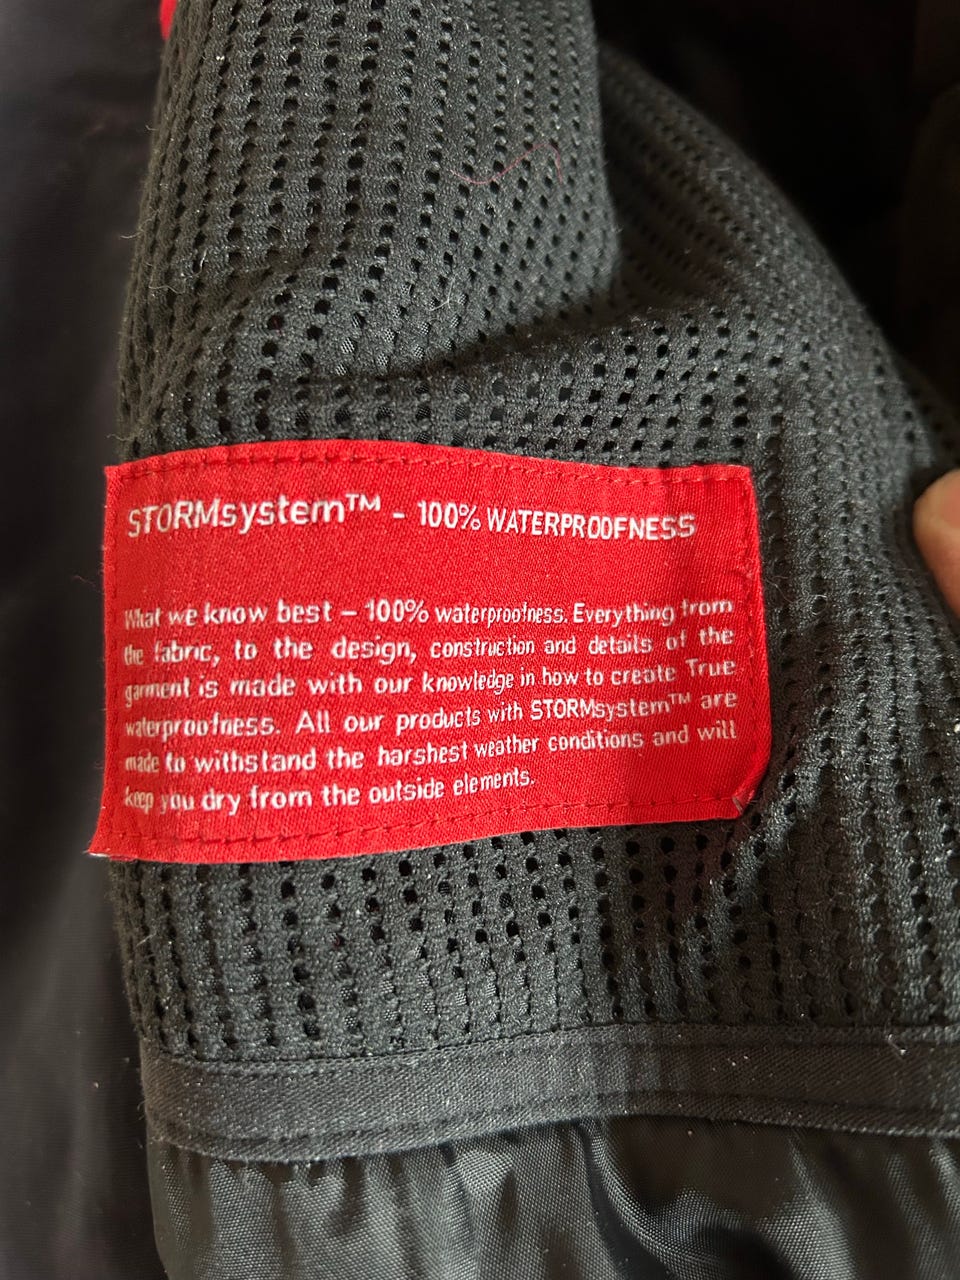 STORMsystem™ - 100% WATERPROOFNESS
What we know best – 100% waterproofness. Everything from
the fabric, to the design, construction and details of the
garment is made with our knowledge in how to create True
waterproofness. All our products with STORMsystem™ are
made to withstand the harshest weather conditions and will
keep you dry from the outside elements.